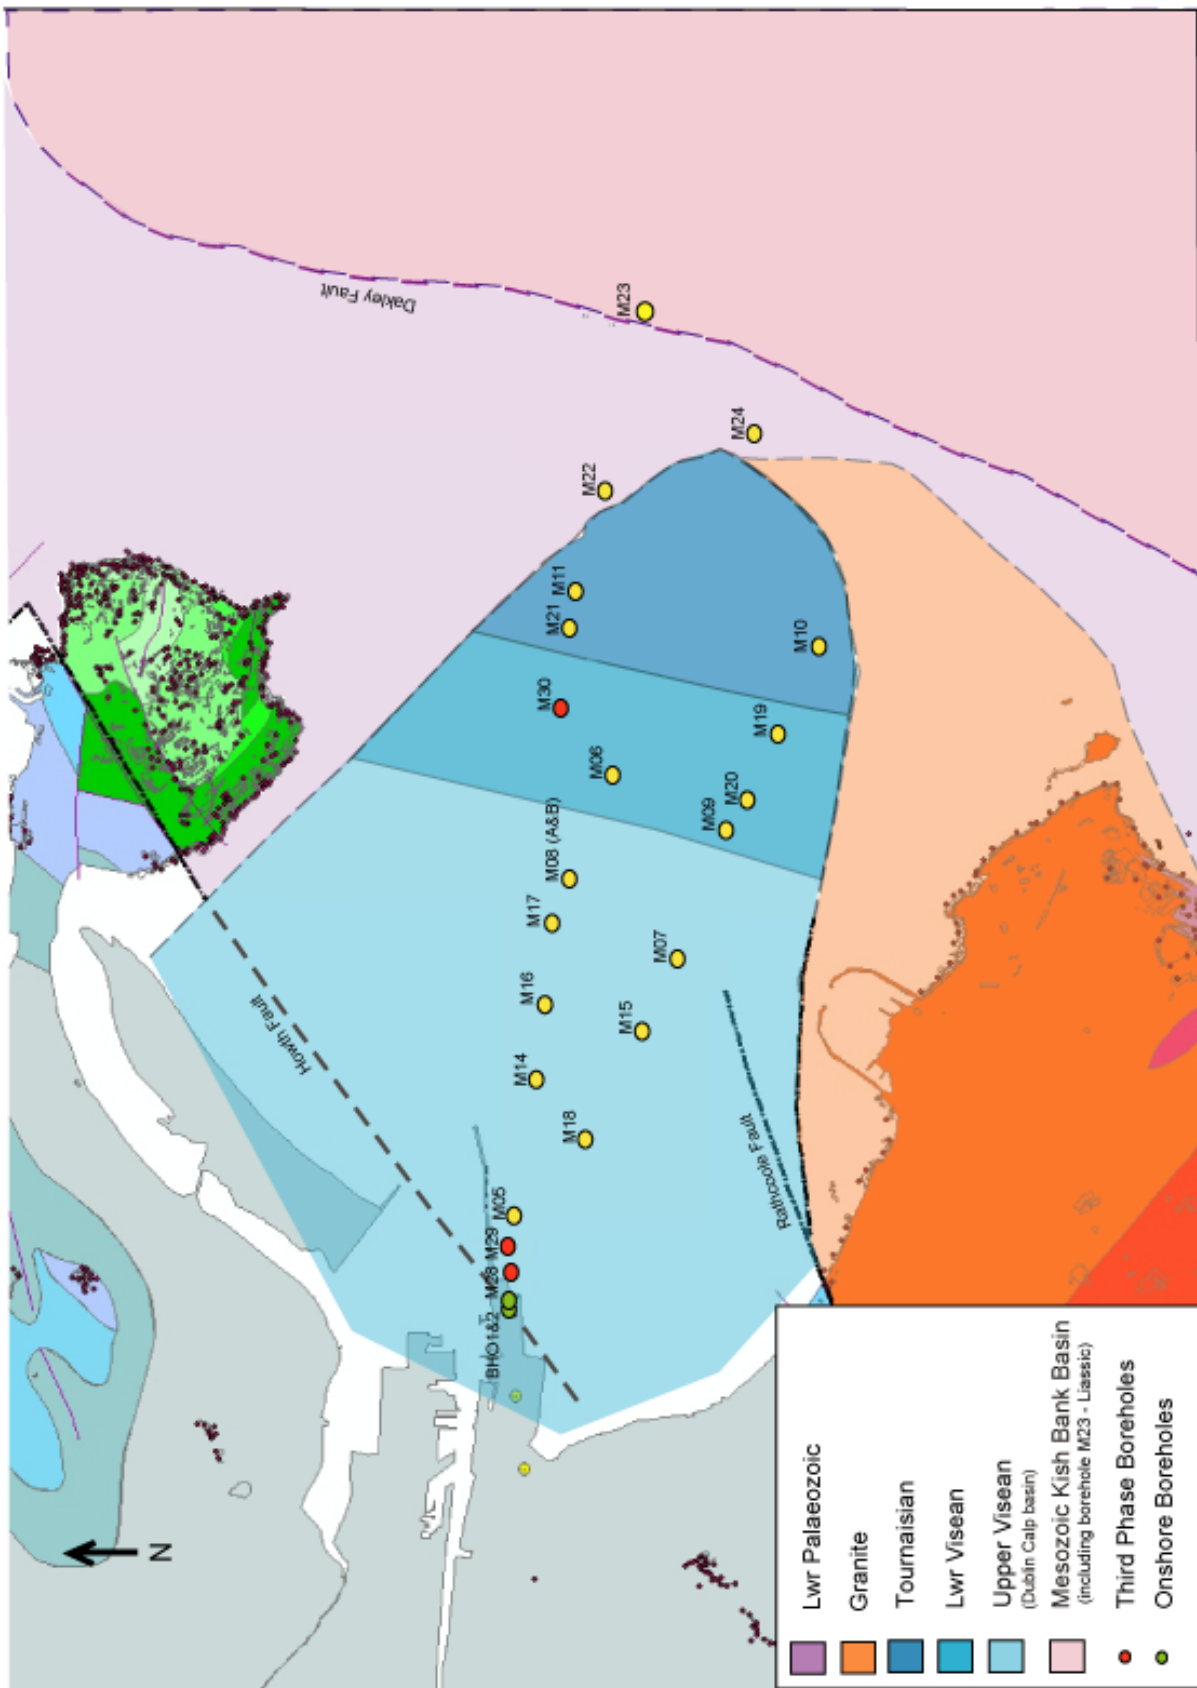 Dakley Fault
M23
M24
M22
M11
M21
M10
M30
M19
M06
M20
M09
M08 (A&B)
M17
M07
M16
M15
M14
M18
Howth Fault
Rathcoole Fault
M05
M29
M28
BHO1&2
N
Lwr Palaeozoic
Granite
Tournaisian
Lwr Visean
Upper Visean
(Dublin Calp basin)
Mesozoic Kish Bank Basin
(including borehole M23 - Liassic)
Third Phase Boreholes
Onshore Boreholes